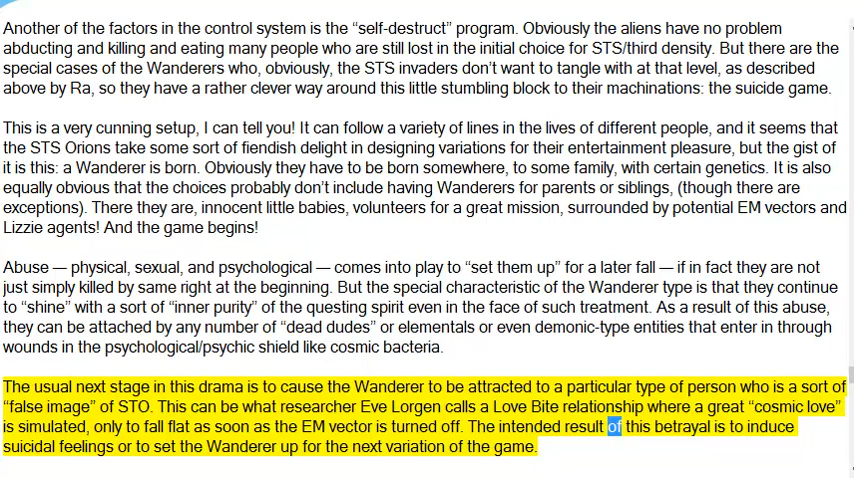 Another of the factors in the control system is the “self-destruct” program. Obviously the aliens have no problem
abducting and killing and eating many people who are still lost in the initial choice for STS/third density. But there are the
special cases of the Wanderers who, obviously, the STS invaders don’t want to tangle with at that level, as described
above by Ra, so they have a rather clever way around this little stumbling block to their machinations: the suicide game.
This is a very cunning setup, I can tell you! It can follow a variety of lines in the lives of different people, and it seems that
the STS Orions take some sort of fiendish delight in designing variations for their entertainment pleasure, but the gist of
it is this: a Wanderer is born. Obviously they have to be born somewhere, to some family, with certain genetics. It is also
equally obvious that the choices probably don’t include having Wanderers for parents or siblings, (though there are
exceptions). There they are, innocent little babies, volunteers for a great mission, surrounded by potential EM vectors and
Lizzie agents! And the game begins!
Abuse — physical, sexual, and psychological — comes into play to “set them up” for a later fall — if in fact they are not
just simply killed by same right at the beginning. But the special characteristic of the Wanderer type is that they continue
to “shine” with a sort of “inner purity” of the questing spirit even in the face of such treatment. As a result of this abuse,
they can be attached by any number of “dead dudes” or elementals or even demonic-type entities that enter in through
wounds in the psychological/psychic shield like cosmic bacteria.
The usual next stage in this drama is to cause the Wanderer to be attracted to a particular type of person who is a sort of
“false image” of STO. This can be what researcher Eve Lorgen calls a Love Bite relationship where a great “cosmic love”
is simulated, only to fall flat as soon as the EM vector is turned off. The intended result of this betrayal is to induce
suicidal feelings or to set the Wanderer up for the next variation of the game.